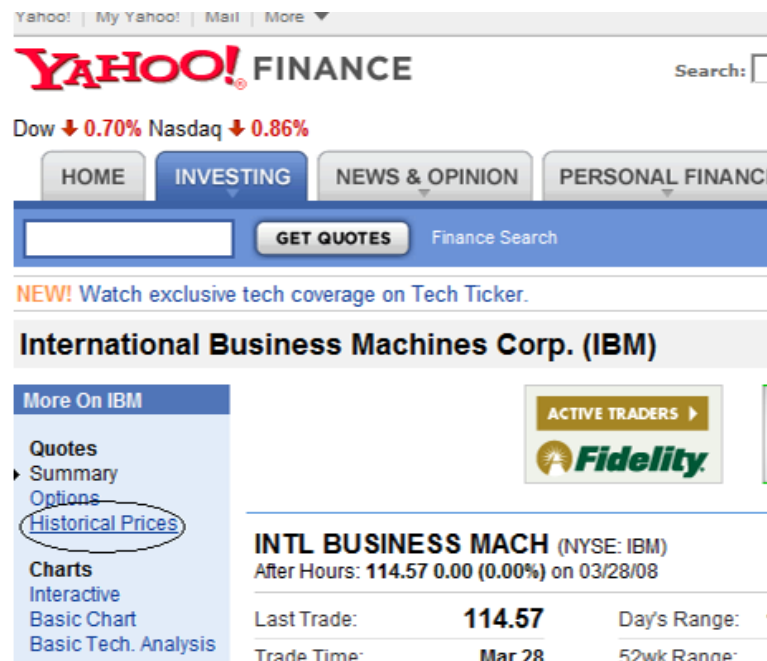 Yahoo! | My Yahoo! | Mail | More ▼
YAHOO!® FINANCE
Search:
Dow 0.70% Nasdaq 0.86%
HOME INVESTING NEWS & OPINION PERSONAL FINANC
GET QUOTES Finance Search
NEW! Watch exclusive tech coverage on Tech Ticker.
International Business Machines Corp. (IBM)
More On IBM
Quotes
Summary
Options
Historical Prices
Charts
Interactive
Basic Chart
Basic Tech. Analysis
ACTIVE TRADERS
Fidelity
INTL BUSINESS MACH (NYSE: IBM)
After Hours: 114.57 0.00 (0.00%) on 03/28/08
Last Trade: 114.57 Day's Range:
Trade Time: Mar 28 52wk Range: